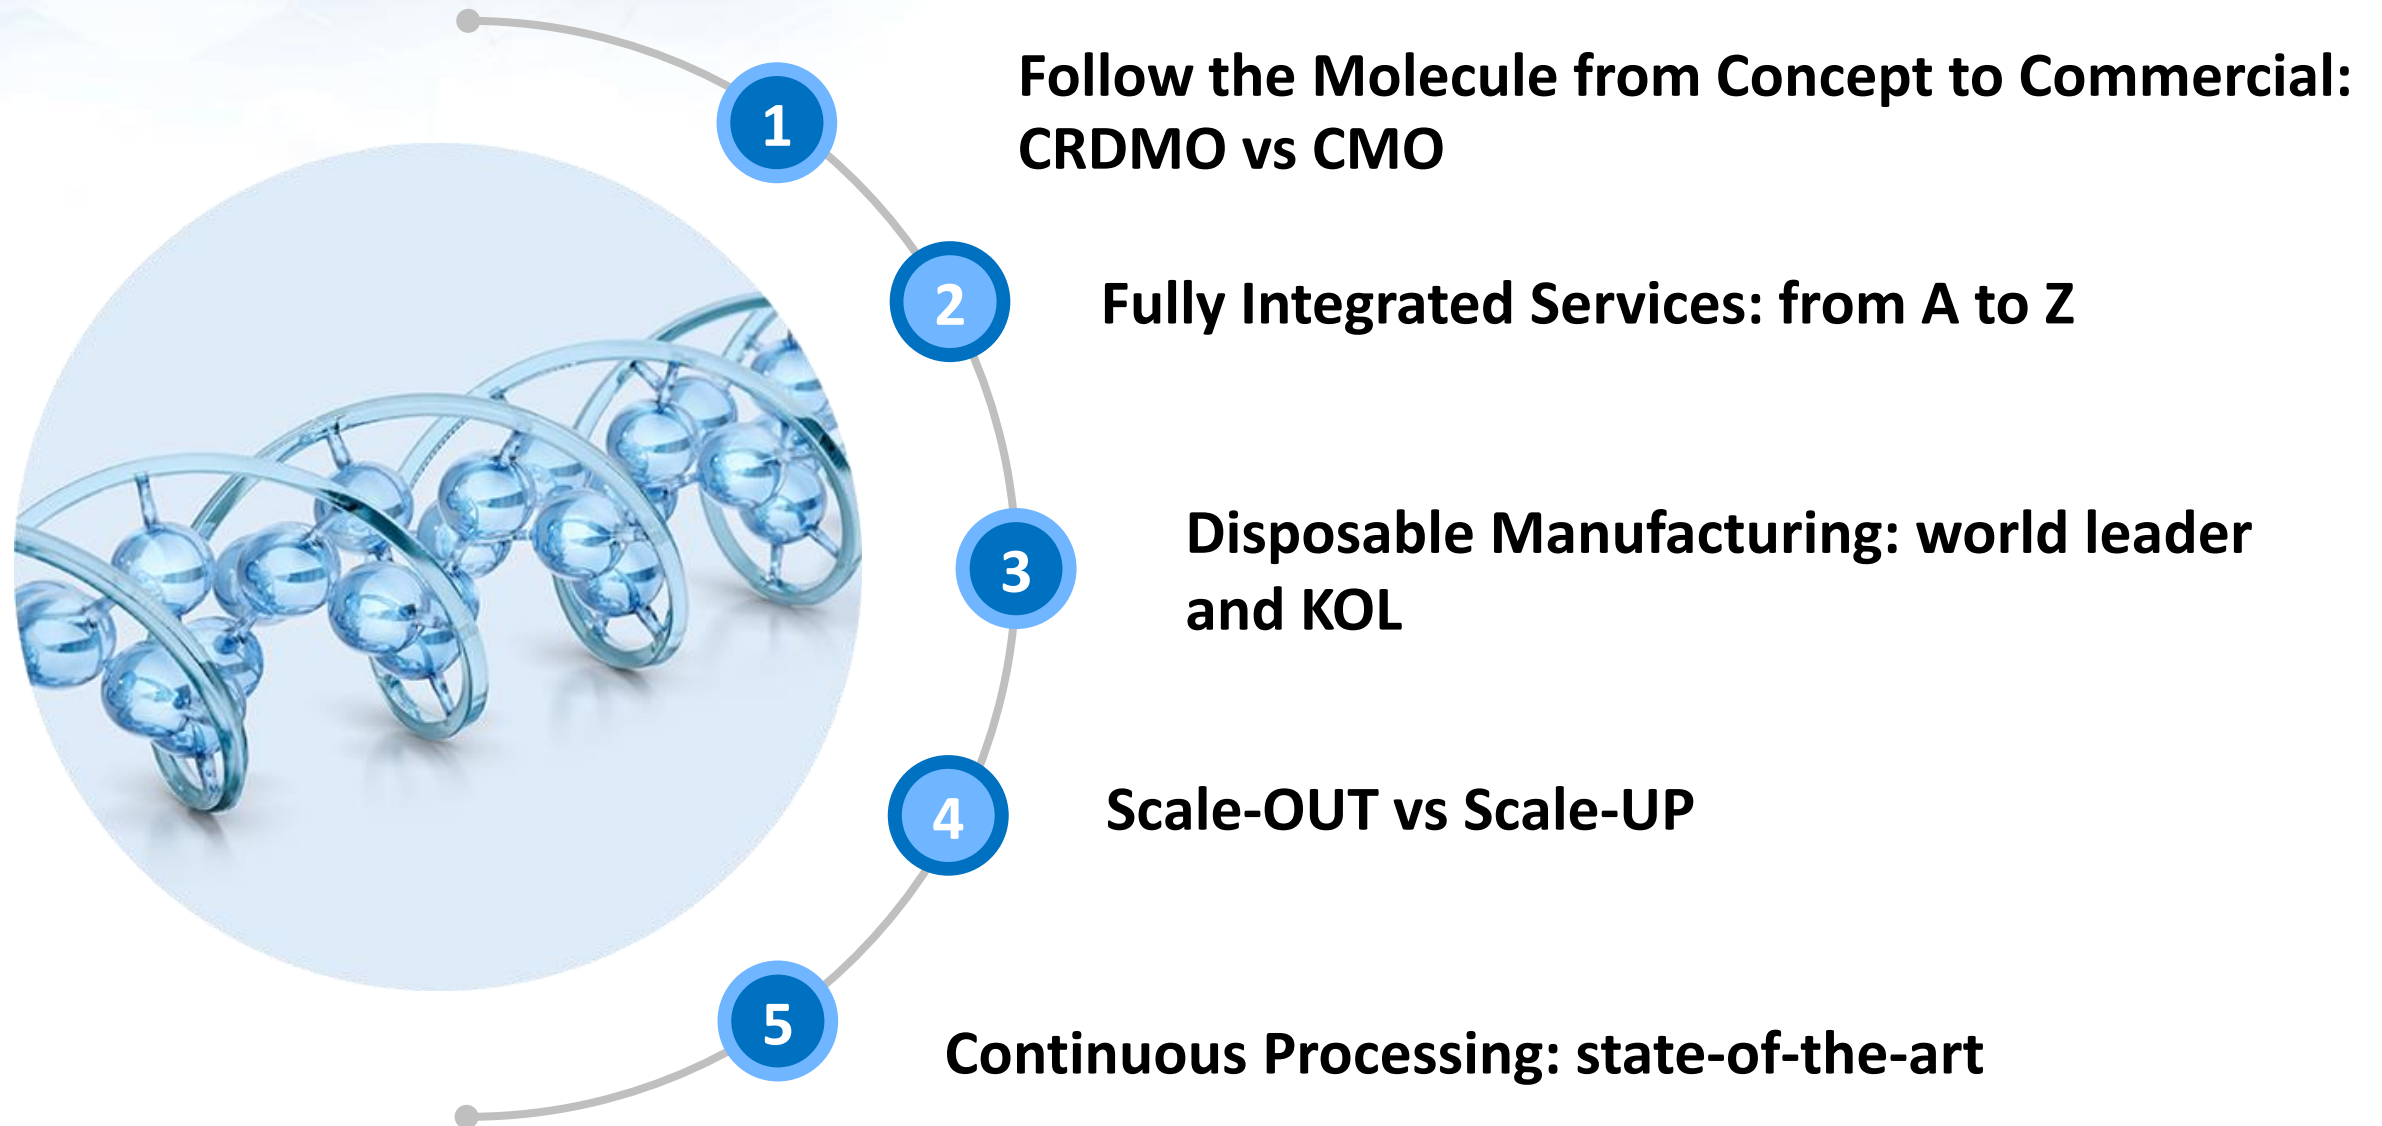 1
Follow the Molecule from Concept to Commercial:
CRDMO vs CMO
2
Fully Integrated Services: from A to Z
3
Disposable Manufacturing: world leader
and KOL
4
Scale-OUT vs Scale-UP
5
Continuous Processing: state-of-the-art